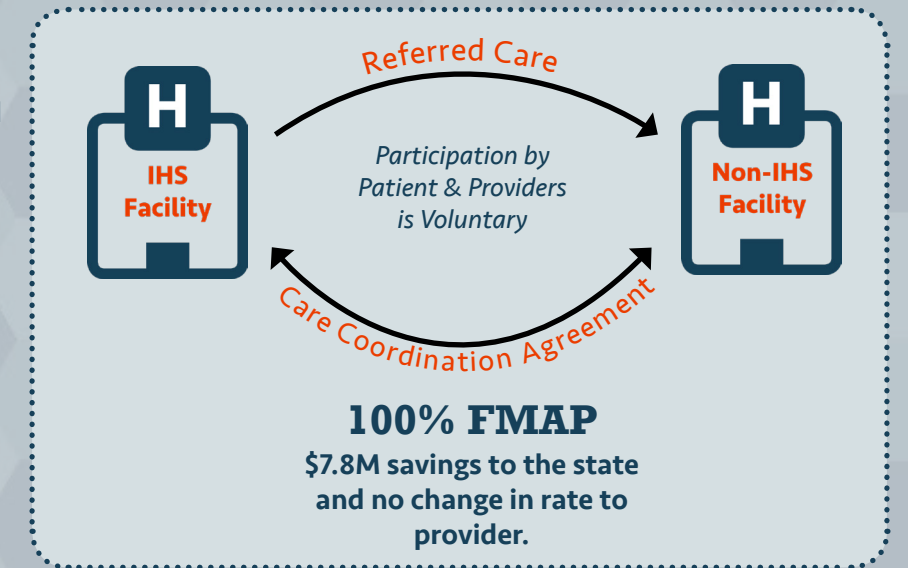 Referred Care
H
IHS
Facility
Participation by
Patient & Providers
is Voluntary
H
Non-IHS
Facility
Care Coordination Agreement
100% FMAP
$7.8M savings to the state
and no change in rate to
provider.